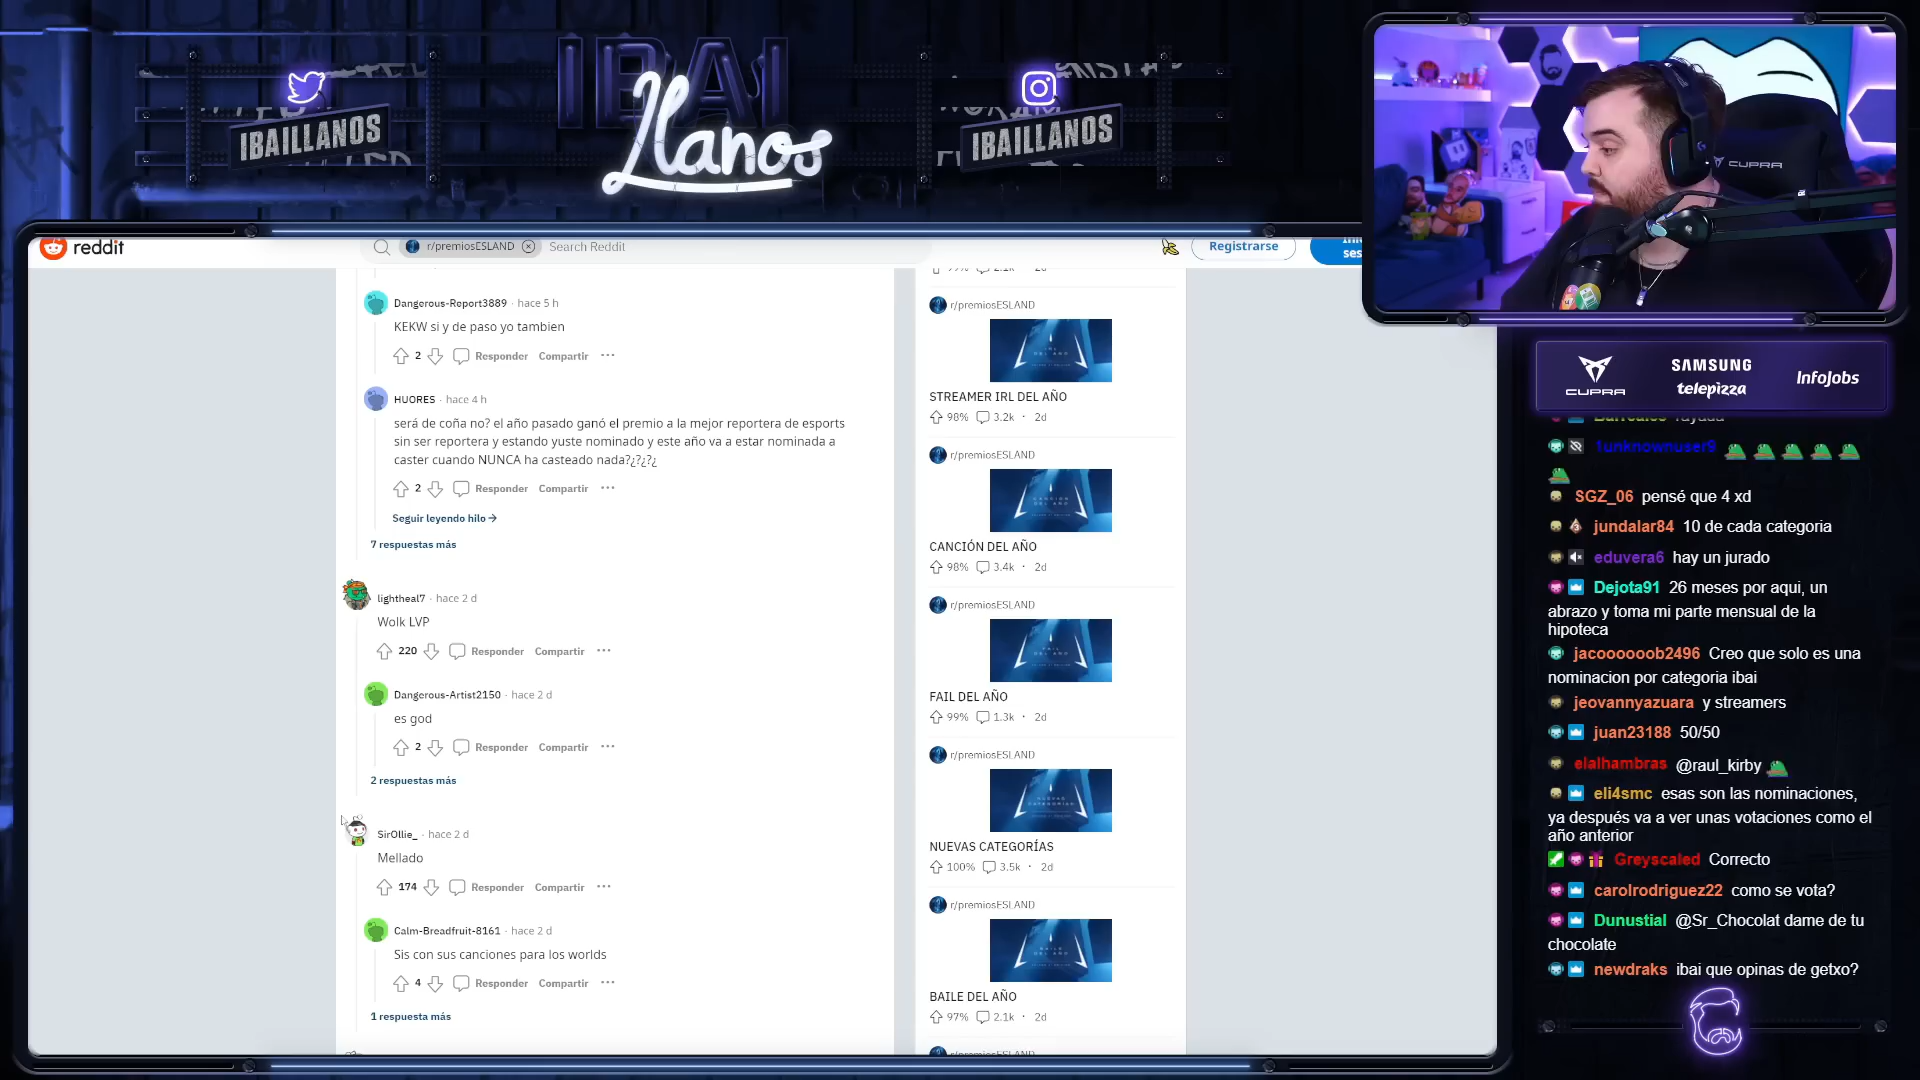 IBAI
Llanos
IBAILLANOS
IBAILLANOS
CUPRA
reddit
r/premiosESLAND
Search Reddit
Registrarse
Dangerous-Report3889 · hace 5 h
KEKW si y de paso yo tambien
2 Responder Compartir ···
HUORES · hace 4 h
será de coña no? el año pasado ganó el premio a la mejor reportera de esports
sin ser reportera y estando yuste nominado y este año va a estar nominada a
caster cuando NUNCA ha casteado nada?¿?¿?¿
2 Responder Compartir ···
Seguir leyendo hilo →
7 respuestas más
lightheal7 · hace 2 d
Wolk LVP
220 Responder Compartir ···
Dangerous-Artist2150 · hace 2 d
es god
2 Responder Compartir ···
2 respuestas más
SirOllie_ · hace 2 d
Mellado
174 Responder Compartir ···
Calm-Breadfruit-8161 · hace 2 d
Sis con sus canciones para los worlds
4 Responder Compartir ···
1 respuesta más
r/premiosESLAND
STREAMER IRL DEL AÑO
98% 3.2k · 2d
r/premiosESLAND
CANCIÓN DEL AÑO
98% 3.4k · 2d
r/premiosESLAND
FAIL DEL AÑO
99% 1.3k · 2d
r/premiosESLAND
NUEVAS CATEGORÍAS
100% 3.5k · 2d
r/premiosESLAND
BAILE DEL AÑO
97% 2.1k · 2d
CUPRA
SAMSUNG
telepizza
InfoJobs
1unknownuser9
SGZ_06 pensé que 4 xd
jundalar84 10 de cada categoria
eduvera6 hay un jurado
Dejota91 26 meses por aqui, un
abrazo y toma mi parte mensual de la
hipoteca
jacoooooob2496 Creo que solo es una
nominacion por categoria ibai
jeovannyazuara y streamers
juan23188 50/50
elalhambras @raul_kirby
eli4smc esas son las nominaciones,
ya después va a ver unas votaciones como el
año anterior
Greyscaled Correcto
carolrodriguez22 como se vota?
Dunustial @Sr_Chocolat dame de tu
chocolate
newdraks ibai que opinas de getxo?